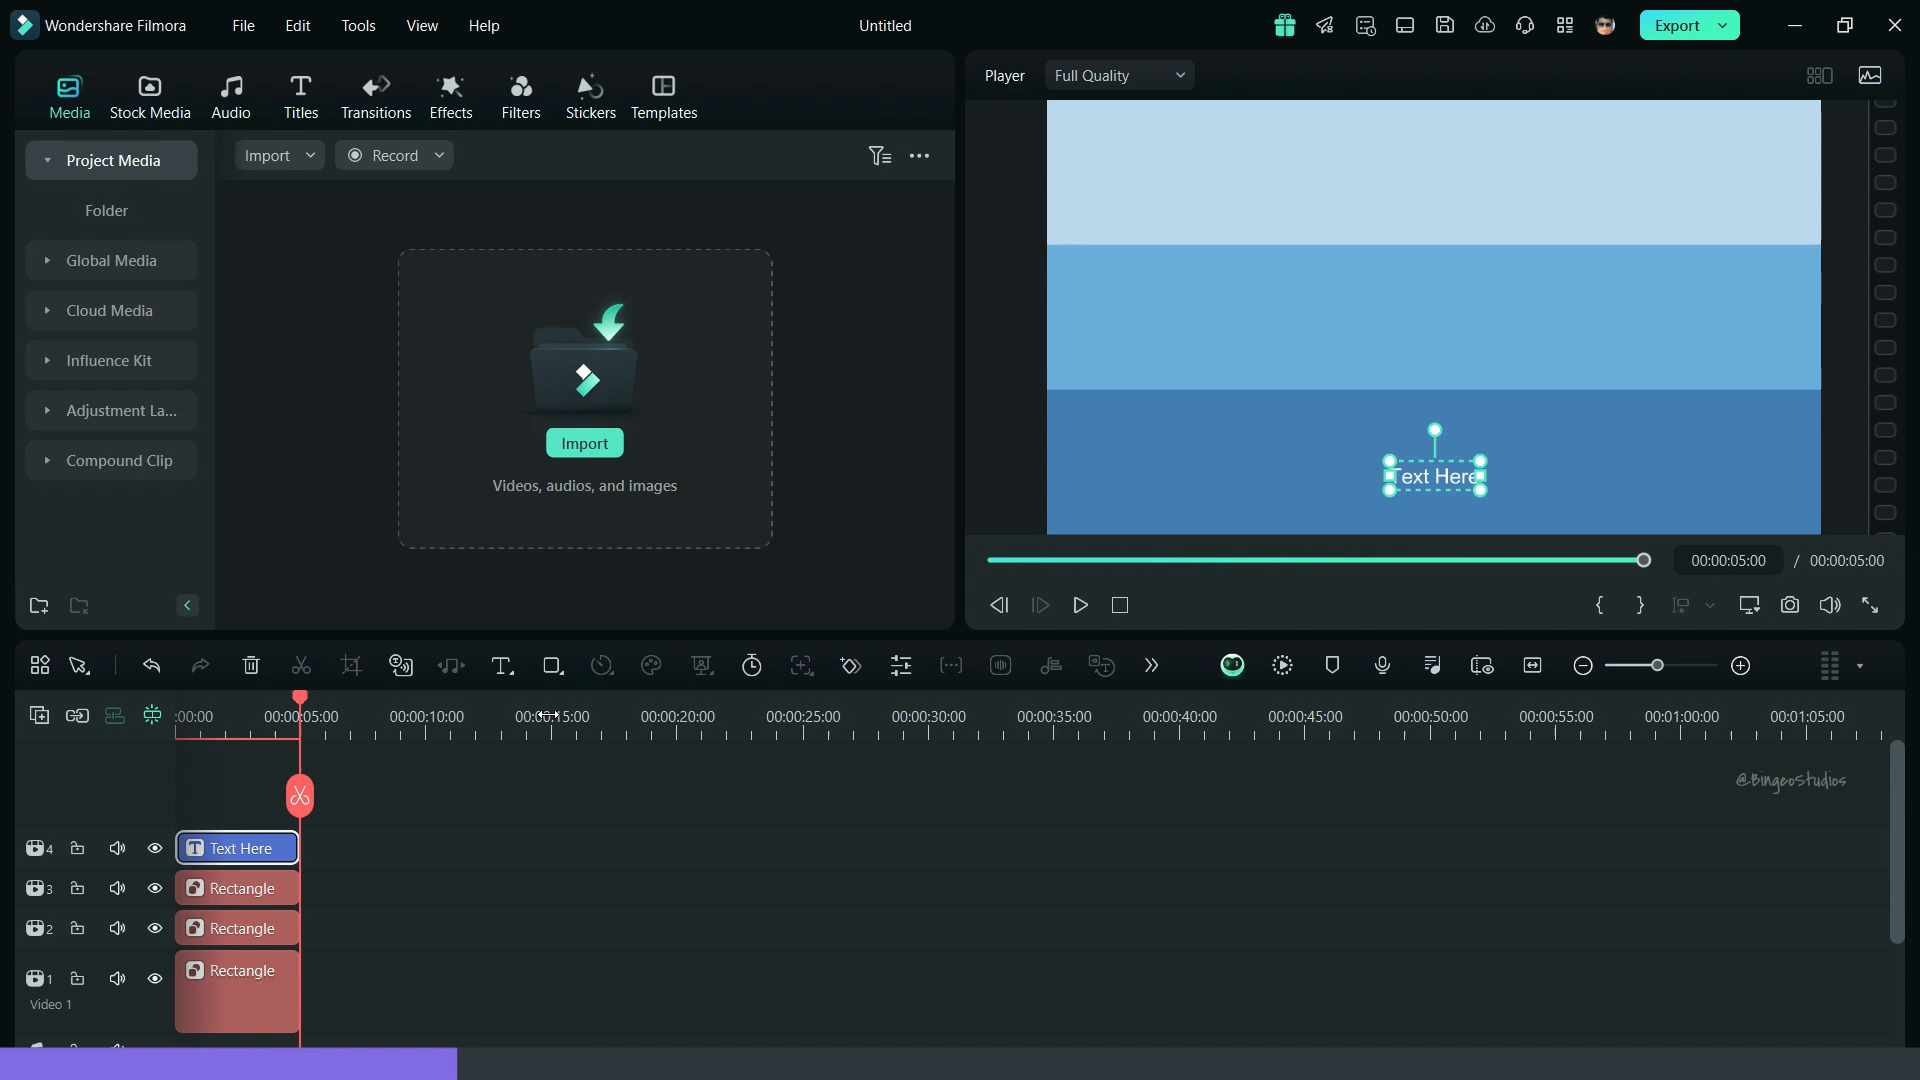 Wondershare Filmora File Edit Tools View Help Untitled Export
Media Stock Media Audio Titles Transitions Effects Filters Stickers Templates
Player Full Quality
Project Media
Import Record
Folder
Global Media
Cloud Media
Influence Kit
Adjustment La...
Compound Clip
Import
Videos, audios, and images
Text Here
00:00:05:00 / 00:00:05:00
:00:00 00:00:05:00 00:00:10:00 00:00:15:00 00:00:20:00 00:00:25:00 00:00:30:00 00:00:35:00 00:00:40:00 00:00:45:00 00:00:50:00 00:00:55:00 00:01:00:00 00:01:05:00
@BingeoStudios
4 Text Here
3 Rectangle
2 Rectangle
1 Rectangle
Video 1